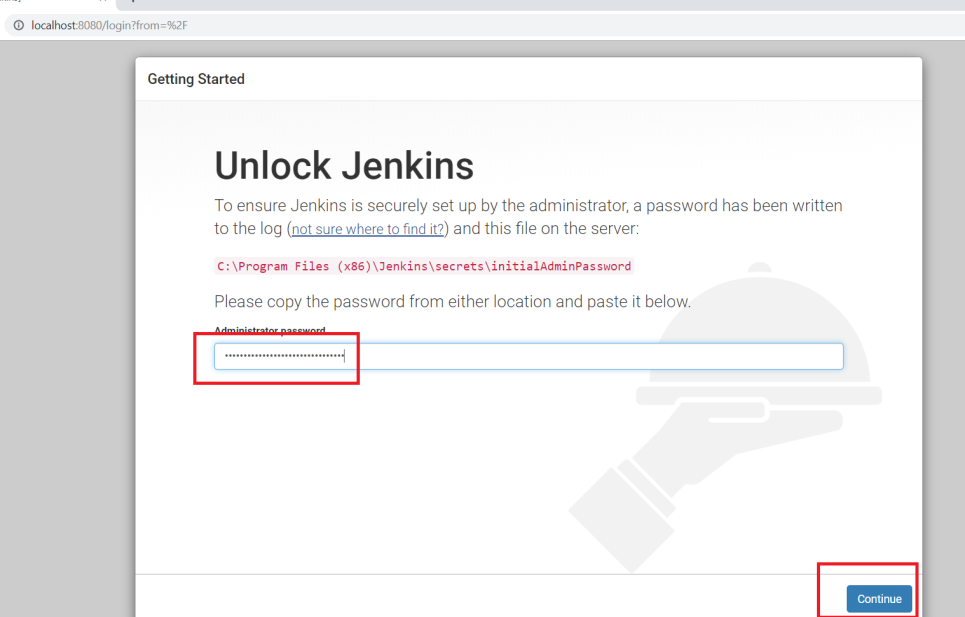 localhost:8080/login?from=%2F
Getting Started
Unlock Jenkins
To ensure Jenkins is securely set up by the administrator, a password has been written
to the log (not sure where to find it?) and this file on the server:
C:\Program Files (x86)\Jenkins\secrets\initialAdminPassword
Please copy the password from either location and paste it below.
Administrator password
Continue